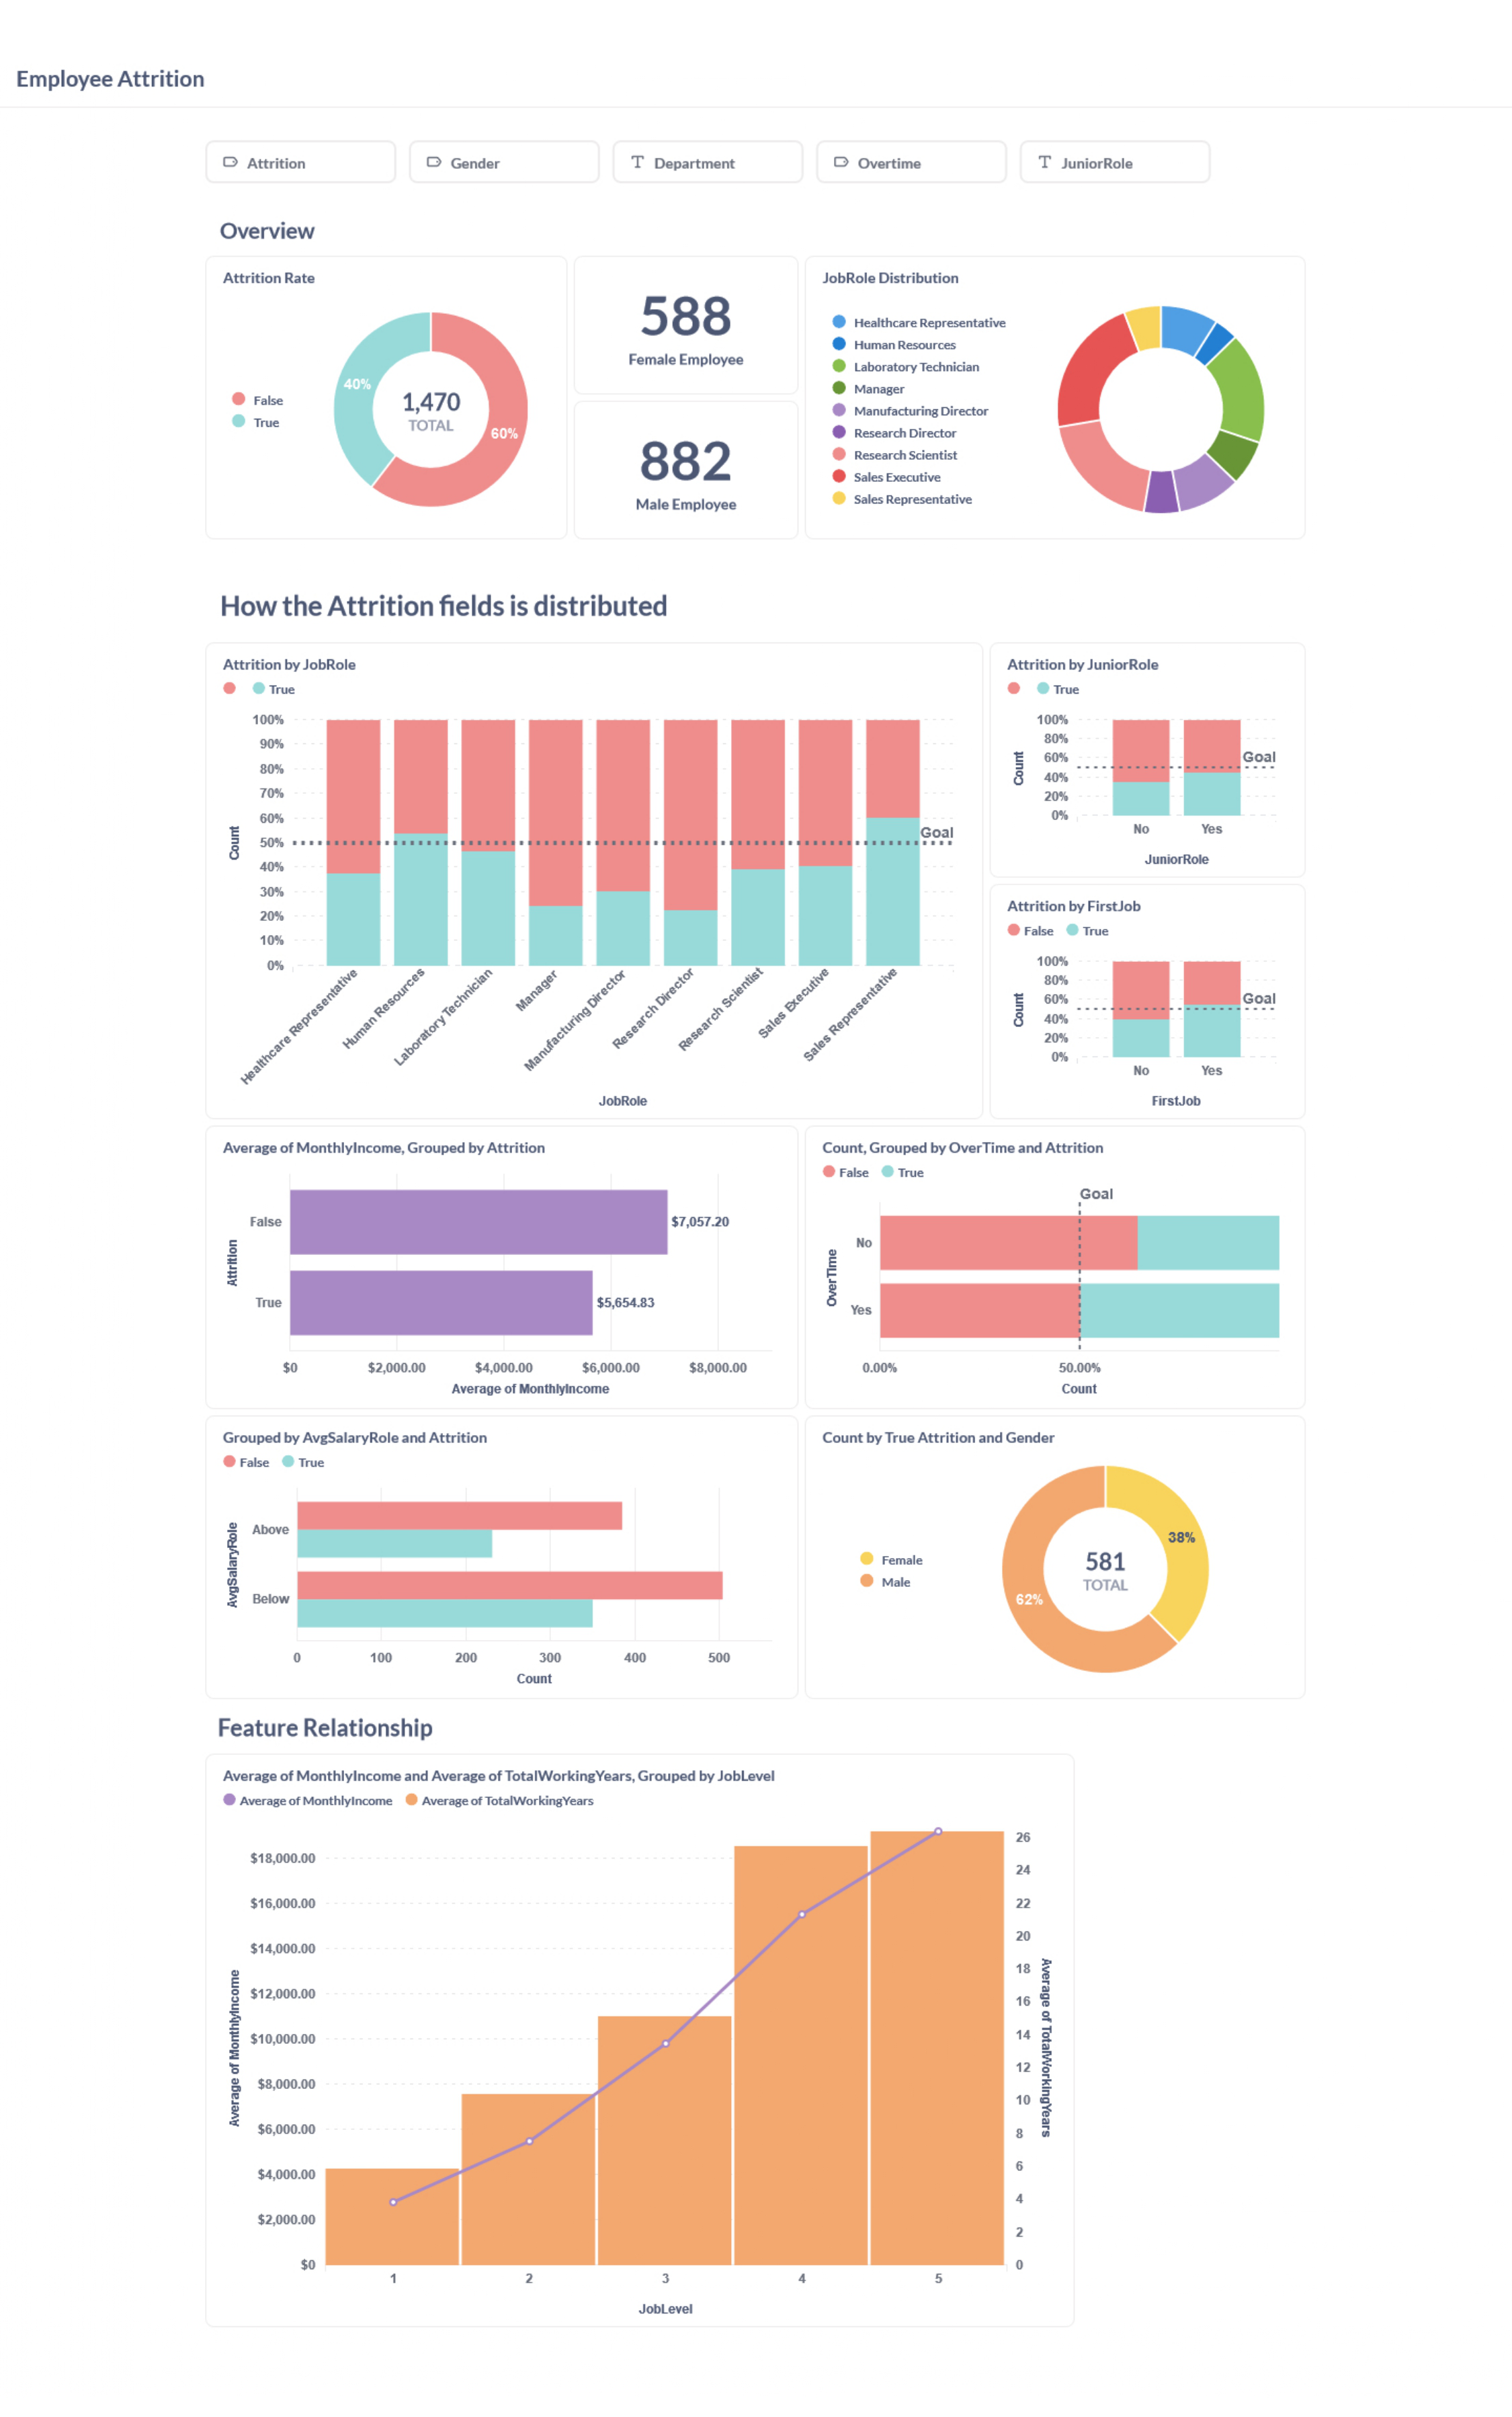 Employee Attrition
Attrition
Gender
Department
Overtime
JuniorRole
Overview
Attrition Rate
False
True
40%
60%
1,470
TOTAL
588
Female Employee
882
Male Employee
JobRole Distribution
Healthcare Representative
Human Resources
Laboratory Technician
Manager
Manufacturing Director
Research Director
Research Scientist
Sales Executive
Sales Representative
How the Attrition fields is distributed
Attrition by JobRole
True
100%
90%
80%
70%
60%
50%
40%
30%
20%
10%
0%
Count
Goal
Healthcare Representative
Human Resources
Laboratory Technician
Manager
Manufacturing Director
Research Director
Research Scientist
Sales Executive
Sales Representative
JobRole
Attrition by JuniorRole
True
100%
80%
60%
40%
20%
0%
Count
Goal
No
Yes
JuniorRole
Attrition by FirstJob
False
True
100%
80%
60%
40%
20%
0%
Count
Goal
No
Yes
FirstJob
Average of MonthlyIncome, Grouped by Attrition
Attrition
False
$7,057.20
True
$5,654.83
$0
$2,000.00
$4,000.00
$6,000.00
$8,000.00
Average of MonthlyIncome
Count, Grouped by OverTime and Attrition
False
True
Goal
OverTime
No
Yes
0.00%
50.00%
Count
Grouped by AvgSalaryRole and Attrition
False
True
AvgSalaryRole
Above
Below
0
100
200
300
400
500
Count
Count by True Attrition and Gender
Female
Male
38%
62%
581
TOTAL
Feature Relationship
Average of MonthlyIncome and Average of TotalWorkingYears, Grouped by JobLevel
Average of MonthlyIncome
Average of TotalWorkingYears
$18,000.00
$16,000.00
$14,000.00
$12,000.00
$10,000.00
$8,000.00
$6,000.00
$4,000.00
$2,000.00
$0
Average of MonthlyIncome
26
24
22
20
18
16
14
12
10
8
6
4
2
0
Average of TotalWorkingYears
1
2
3
4
5
JobLevel